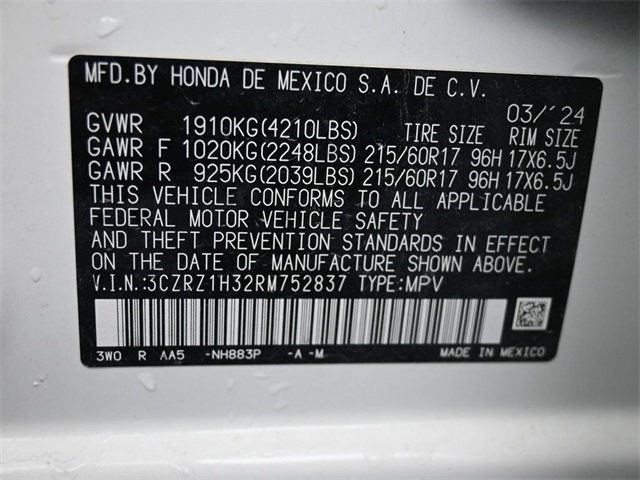 MFD.BY HONDA DE MEXICO S.A. DE C.V.
03/'24
GVWR 1910KG(4210LBS) TIRE SIZE RIM SIZE
GAWR F 1020KG(2248LBS) 215/60R17 96H 17X6.5J
GAWR R 925KG(2039LBS) 215/60R17 96H 17X6.5J
THIS VEHICLE CONFORMS TO ALL APPLICABLE
FEDERAL MOTOR VEHICLE SAFETY
AND THEFT PREVENTION STANDARDS IN EFFECT
ON THE DATE OF MANUFACTURE SHOWN ABOVE.
V.I.N.:3CZRZ1H32RM752837 TYPE:MPV
3W0 R AA5 -NH883P -A -M MADE IN MEXICO